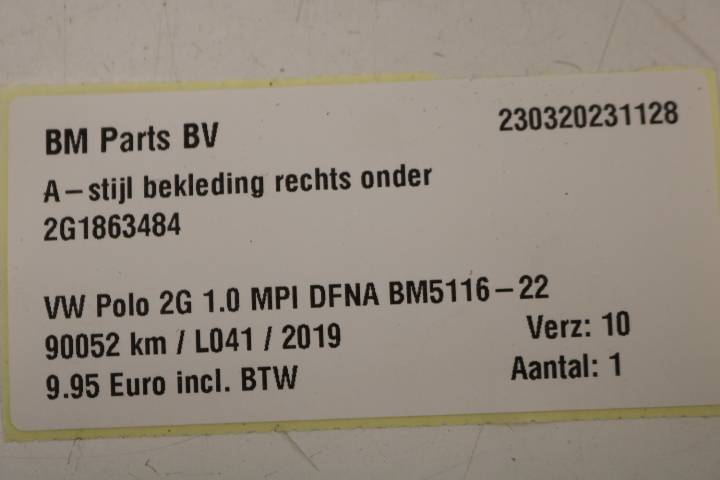 BM Parts BV 230320231128
A-stijl bekleding rechts onder
2G1863484
VW Polo 2G 1.0 MPI DFNA BM5116-22
90052 km / L041 / 2019 Verz: 10
9.95 Euro incl. BTW Aantal: 1